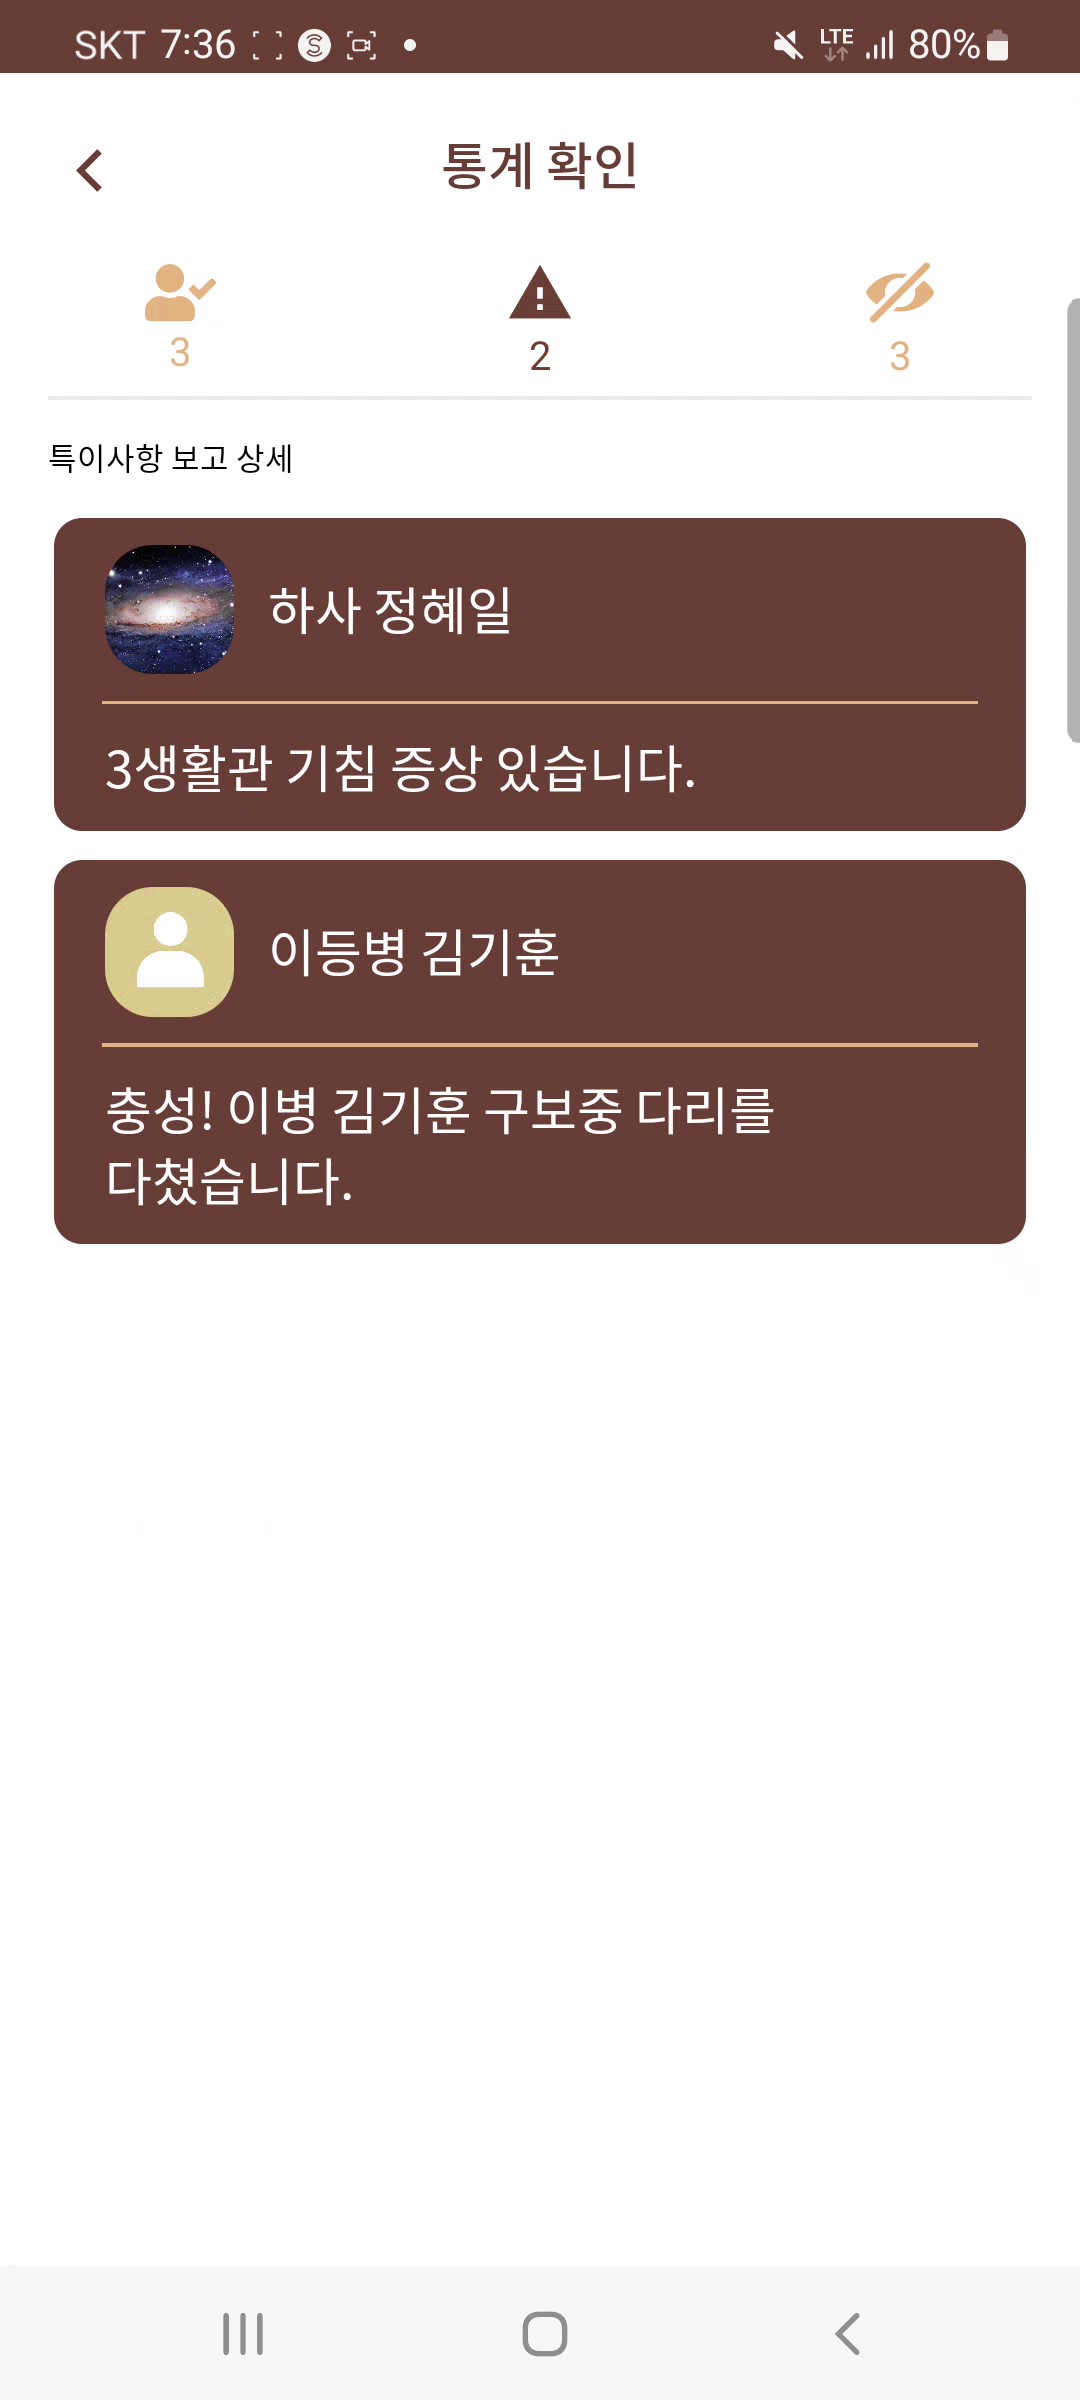 SKT 7:36 LTE 80%
통계 확인
3 2 3
특이사항 보고 상세
하사 정혜일
3생활관 기침 증상 있습니다.
이등병 김기훈
충성! 이병 김기훈 구보중 다리를
다쳤습니다.